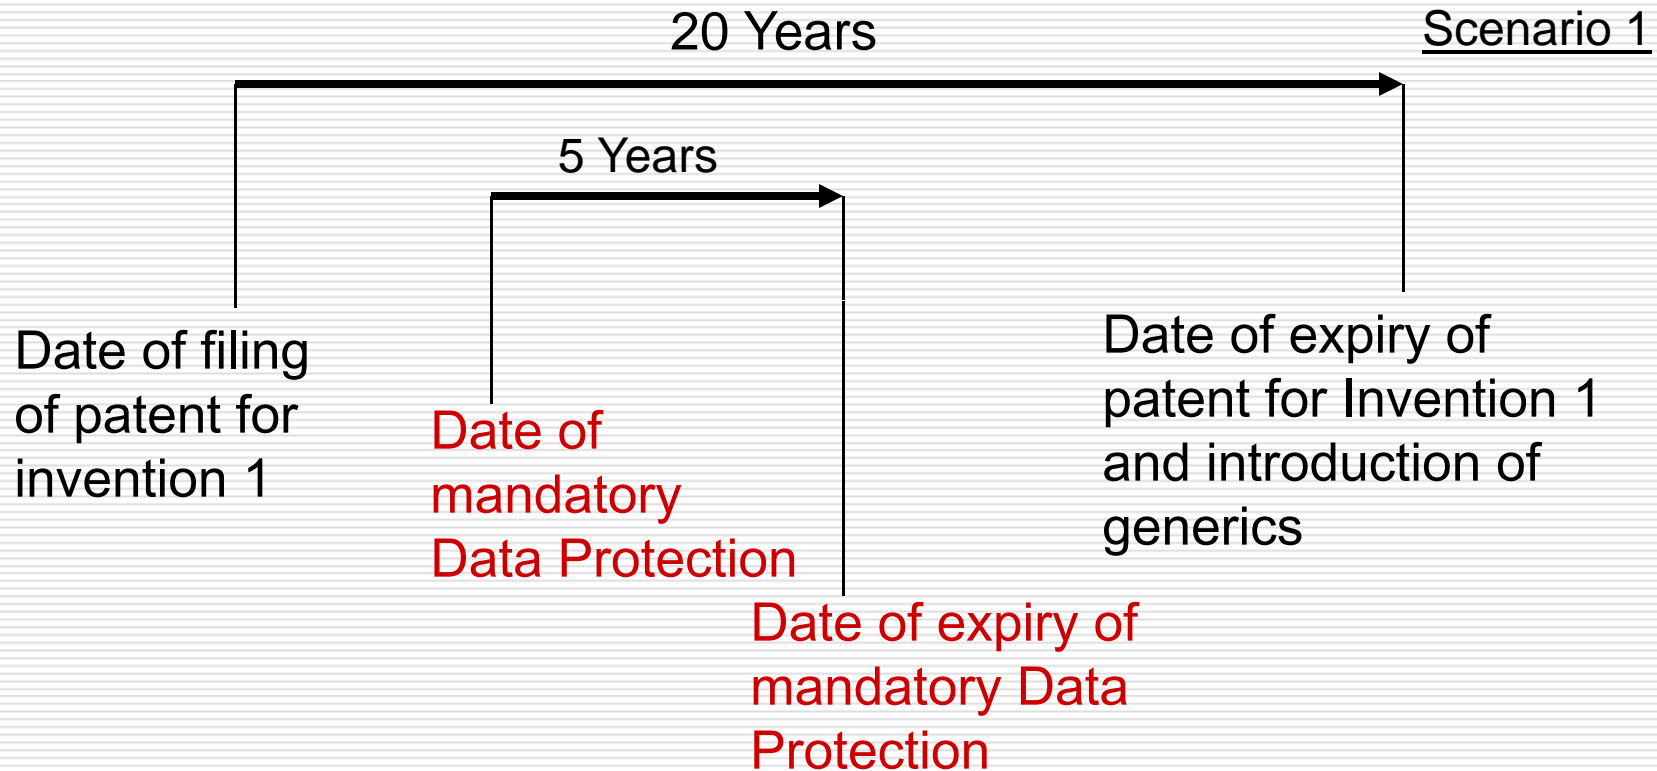 20 Years
Scenario 1
5 Years
Date of filing
of patent for
invention 1
Date of
mandatory
Data Protection
Date of expiry of
mandatory Data
Protection
Date of expiry of
patent for Invention 1
and introduction of
generics